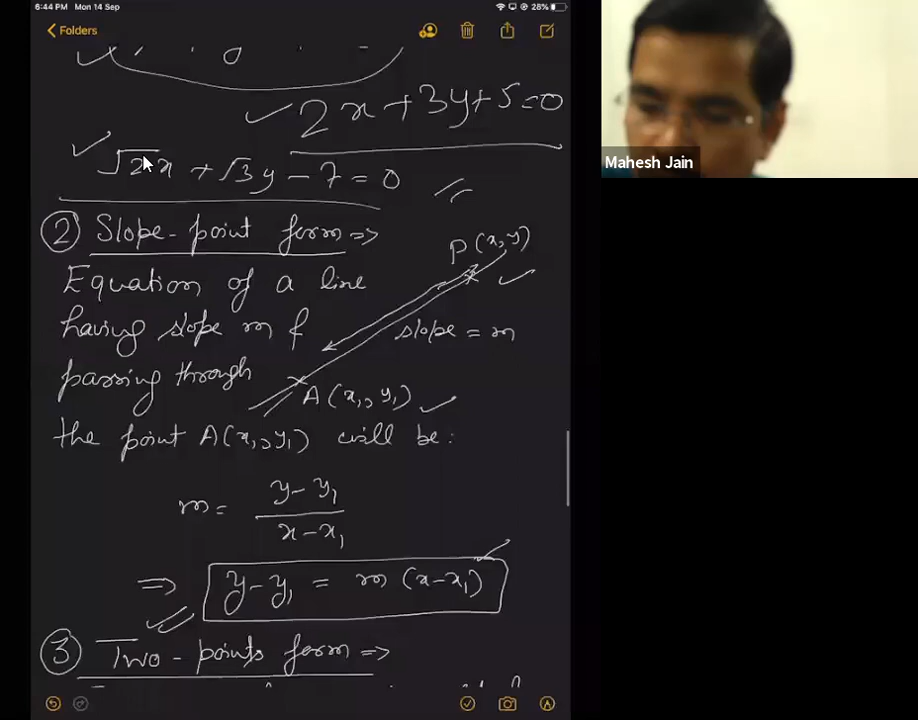 6:44 PM Mon 14 Sep
28%
Folders
2x+3y+5=0
√2x + √3y - 7 = 0
② Slope-point form ⇒
P(x,y)
Equation of a line
having slope m &
slope = m
passing through
A(x₁, y₁)
the point A(x₁, y₁) will be:
m = (y-y₁)/(x-x₁)
⇒ y-y₁ = m (x-x₁)
③ Two-points form ⇒
Mahesh Jain